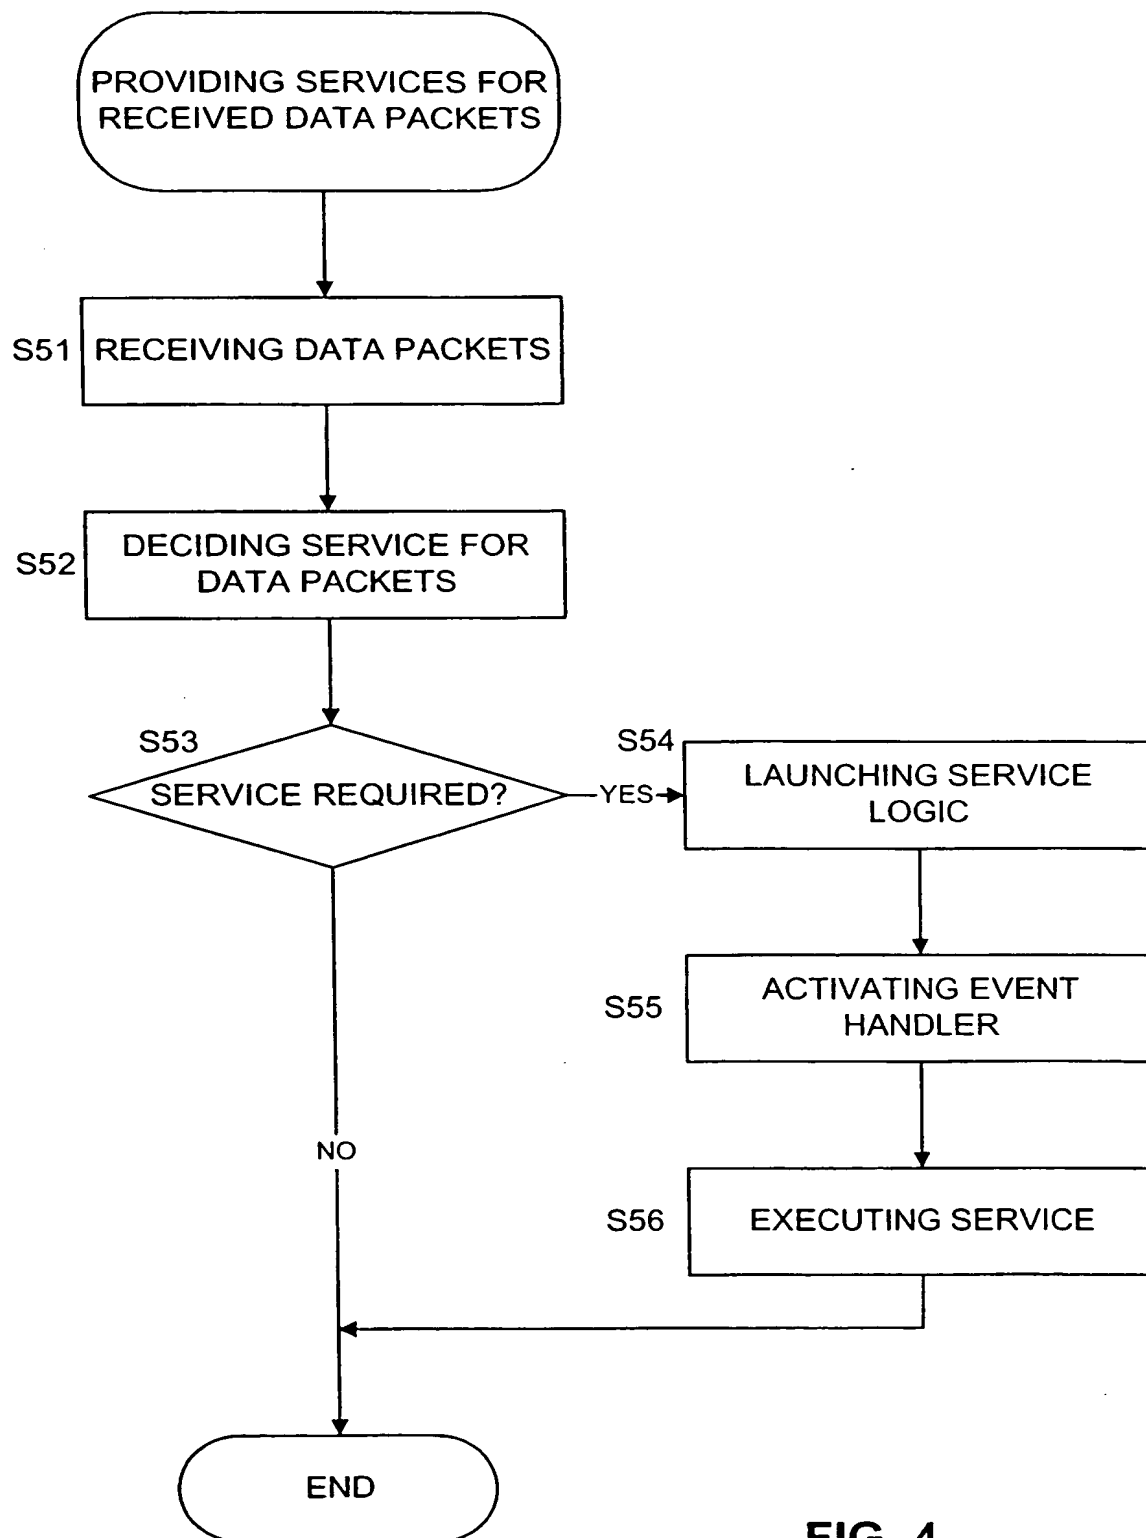 PROVIDING SERVICES FOR
RECEIVED DATA PACKETS
S51
RECEIVING DATA PACKETS
S52
DECIDING SERVICE FOR
DATA PACKETS
S53
SERVICE REQUIRED?
YES
S54
LAUNCHING SERVICE
LOGIC
S55
ACTIVATING EVENT
HANDLER
NO
S56
EXECUTING SERVICE
END
FIG. 4